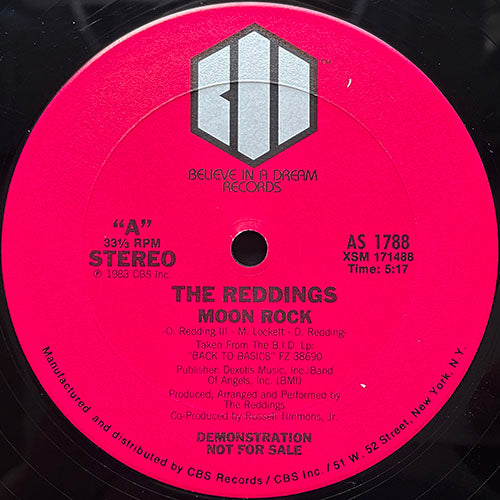 BELIEVE IN A DREAM
RECORDS
"A"
33⅓ RPM
STEREO
℗ 1983 CBS Inc.
AS 1788
XSM 171488
Time: 5:17
THE REDDINGS
MOON ROCK
-O. Redding III - M. Lockett - D. Redding-
Taken From The B.I.D. Lp:
"BACK TO BASICS" FZ 38690
Publisher: Dexotis Music, Inc./Band
Of Angels, Inc. (BMI)
Produced, Arranged and Performed by
The Reddings
Co-Produced by Russell Timmons, Jr.
DEMONSTRATION
NOT FOR SALE
Manufactured and distributed by CBS Records / CBS Inc. / 51 W. 52 Street, New York, N.Y.